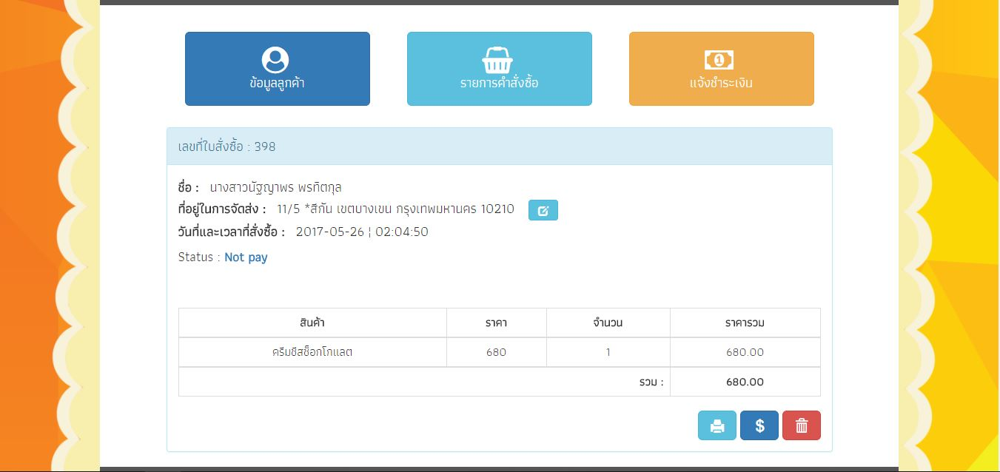 ข้อมูลลูกค้า รายการคำสั่งซื้อ แจ้งชำระเงิน
เลขที่ใบสั่งซื้อ : 398
ชื่อ : นางสาวนัฐญาพร พรทิตกุล
ที่อยู่ในการจัดส่ง : 11/5 *สีกัน เขตบางเขน กรุงเทพมหานคร 10210
วันที่และเวลาที่สั่งซื้อ : 2017-05-26 ¦ 02:04:50
Status : Not pay
สินค้า ราคา จำนวน ราคารวม
ครีมชีสช็อกโกแลต 680 1 680.00
รวม : 680.00
$